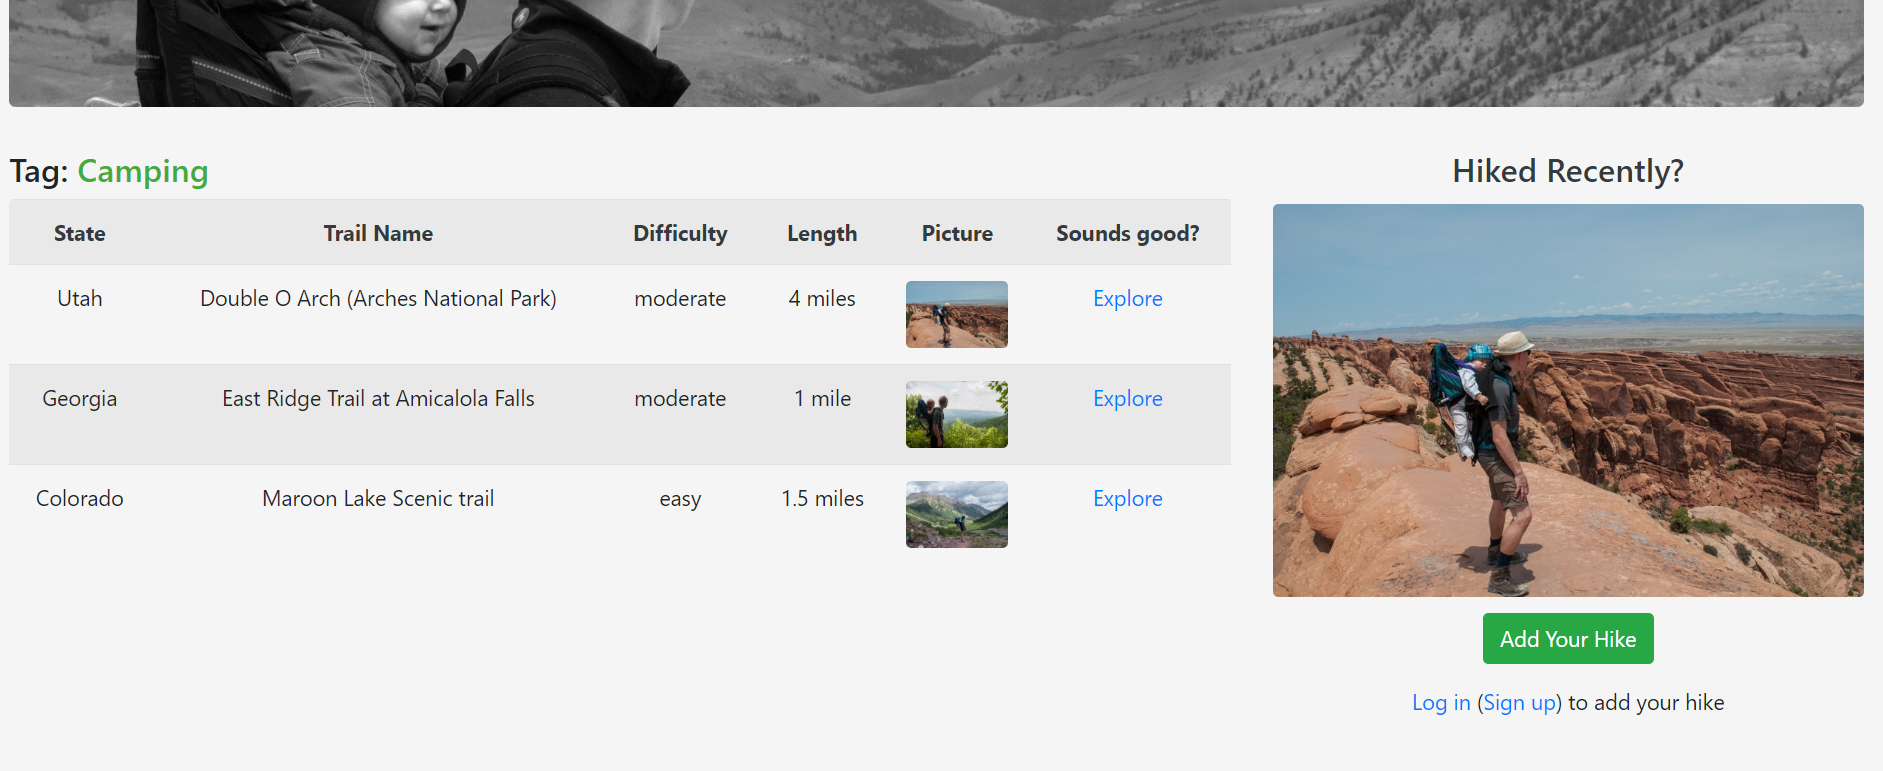 Tag: Camping
State Trail Name Difficulty Length Picture Sounds good?
Utah Double O Arch (Arches National Park) moderate 4 miles Explore
Georgia East Ridge Trail at Amicalola Falls moderate 1 mile Explore
Colorado Maroon Lake Scenic trail easy 1.5 miles Explore
Hiked Recently?
Add Your Hike
Log in (Sign up) to add your hike